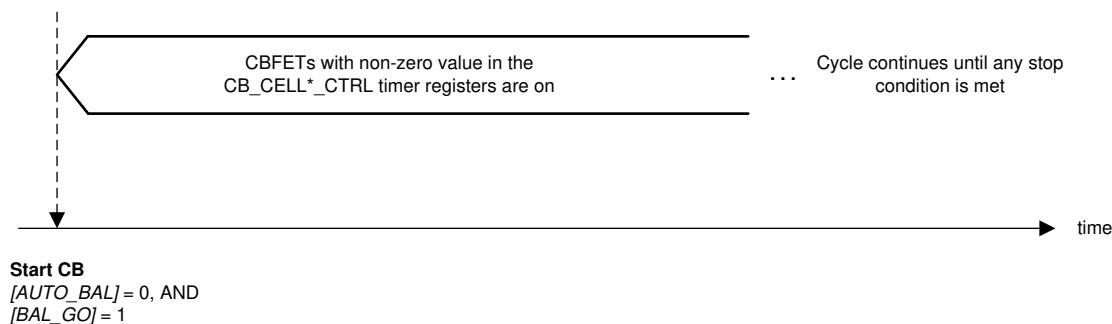 CBFETs with non-zero value in the
CB_CELL*_CTRL timer registers are on
... Cycle continues until any stop
condition is met
time
Start CB
[AUTO_BAL] = 0, AND
[BAL_GO] = 1